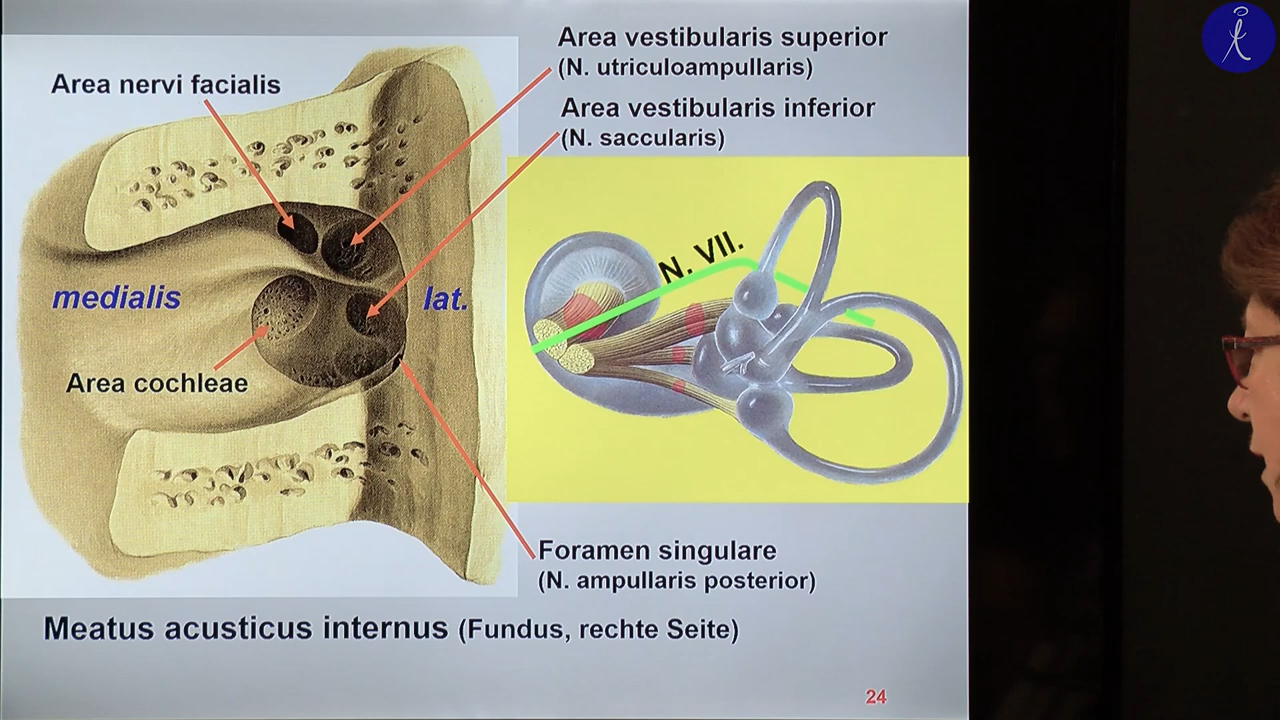 Area vestibularis superior
(N. utriculoampullaris)
Area nervi facialis
Area vestibularis inferior
(N. saccularis)
N. VII.
medialis
lat.
Area cochleae
Foramen singulare
(N. ampullaris posterior)
Meatus acusticus internus (Fundus, rechte Seite)
24